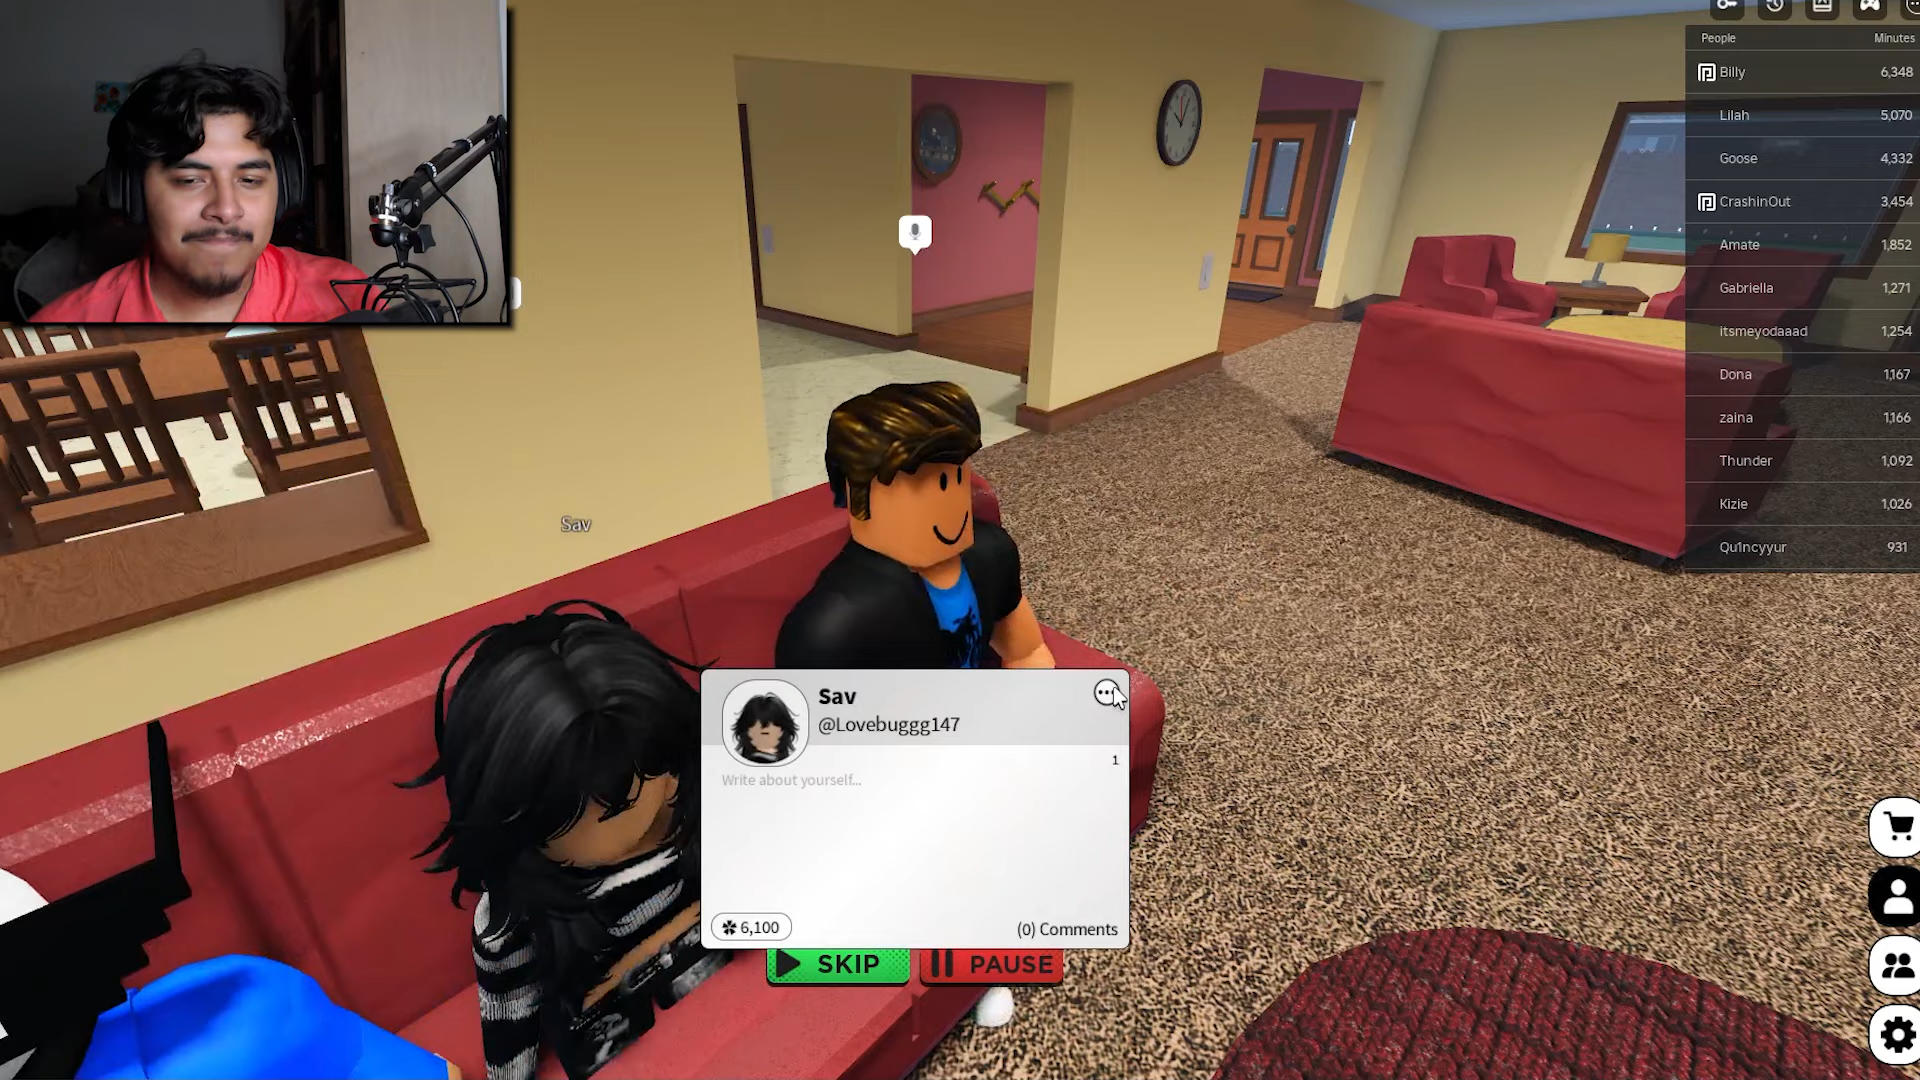 People Minutes
Billy 6,348
Lilah 5,070
Goose 4,332
CrashinOut 3,454
Amate 1,852
Gabriella 1,271
itsmeyodaaad 1,254
Dona 1,167
zaina 1,166
Thunder 1,092
Kizie 1,026
Qu1ncyyur 931
Sav
Sav
@Lovebuggg147
1
Write about yourself...
6,100 (0) Comments
SKIP PAUSE